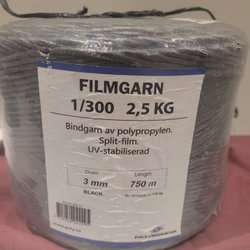 FILMGARN
1/300 2,5 KG
Bindgarn av polypropylen.
Split-film.
UV-stabiliserad
Diam Length
3 mm 750 m
BLACK